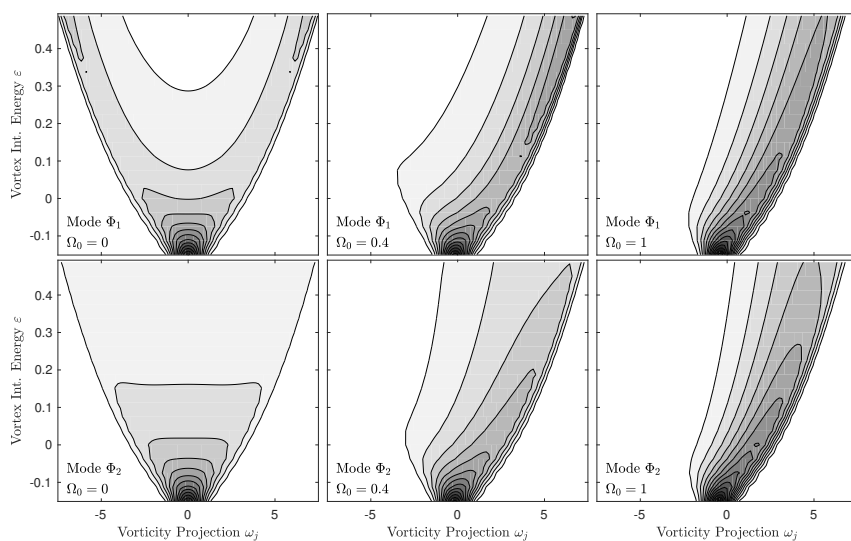 Vortex Int. Energy ε
0.4
0.3
0.2
0.1
0
-0.1
Mode Φ₁
Ω₀ = 0
Mode Φ₁
Ω₀ = 0.4
Mode Φ₁
Ω₀ = 1
Vortex Int. Energy ε
0.4
0.3
0.2
0.1
0
-0.1
Mode Φ₂
Ω₀ = 0
Mode Φ₂
Ω₀ = 0.4
Mode Φ₂
Ω₀ = 1
-5 0 5
-5 0 5
-5 0 5
Vorticity Projection ωⱼ
Vorticity Projection ωⱼ
Vorticity Projection ωⱼ